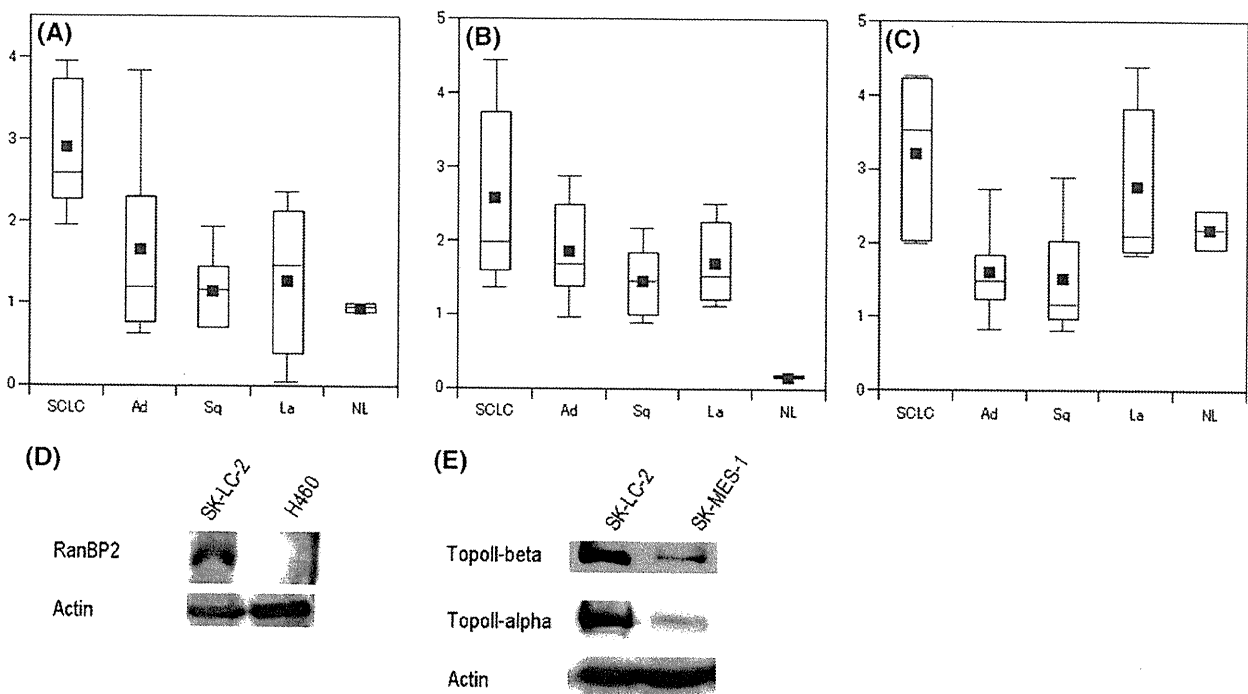 (A)
4
3
2
1
0
SCLC Ad Sq La NL
(B)
5
4
3
2
1
0
SCLC Ad Sq La NL
(C)
5
4
3
2
1
0
SCLC Ad Sq La NL
(D)
SK-LC-2 H460
RanBP2
Actin
(E)
SK-LC-2 SK-MES-1
TopoII-beta
TopoII-alpha
Actin